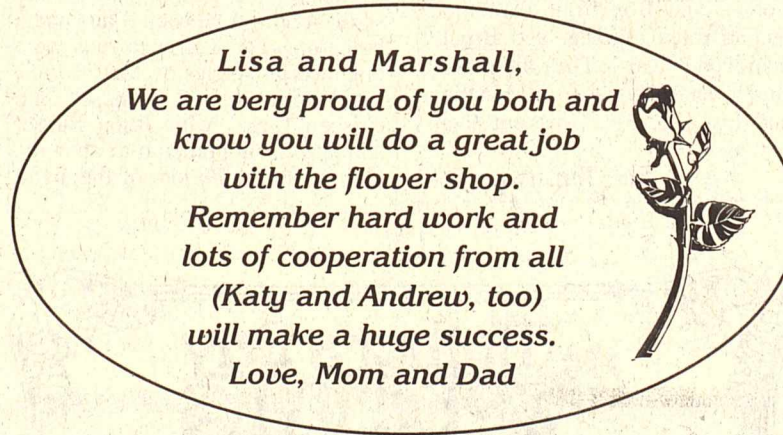 Lisa and Marshall,
We are very proud of you both and
know you will do a great job
with the flower shop.
Remember hard work and
lots of cooperation from all
(Katy and Andrew, too)
will make a huge success.
Love, Mom and Dad